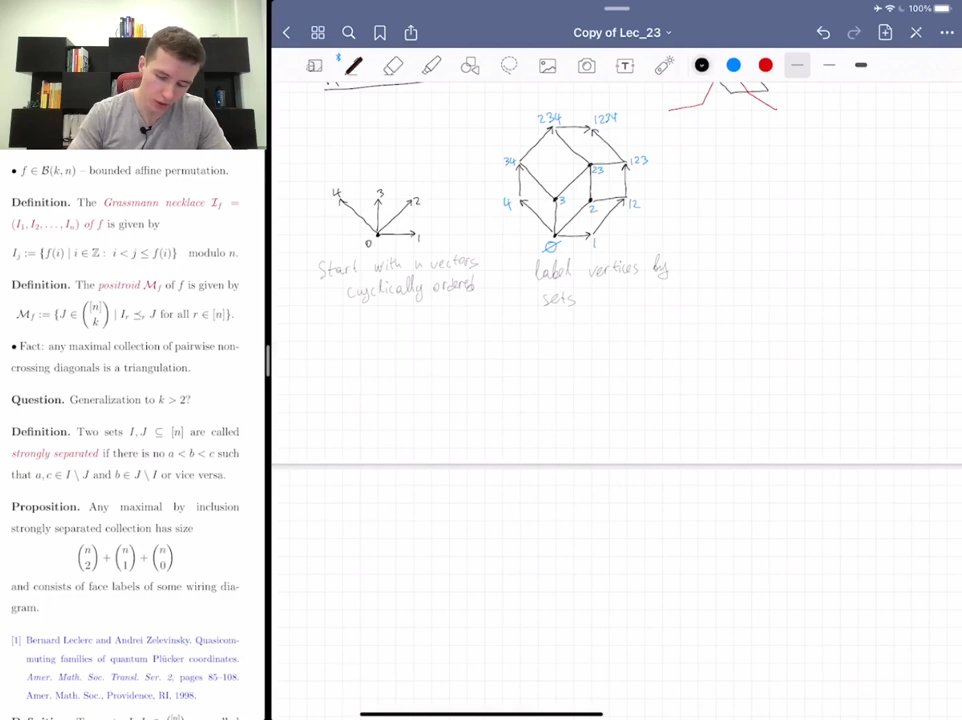 100%
Copy of Lec_23
• f ∈ B(k, n) – bounded affine permutation.
Definition. The Grassmann necklace I_f =
(I₁, I₂, . . . , Iₙ) of f is given by
I_j := {f(i) | i ∈ Z : i < j ≤ f(i)} modulo n.
Definition. The positroid M_f of f is given by
M_f := {J ∈ ([n] k) | I_r ⪯_r J for all r ∈ [n]}.
• Fact: any maximal collection of pairwise non-
crossing diagonals is a triangulation.
Question. Generalization to k > 2?
Definition. Two sets I, J ⊆ [n] are called
strongly separated if there is no a < b < c such
that a, c ∈ I \ J and b ∈ J \ I or vice versa.
Proposition. Any maximal by inclusion
strongly separated collection has size
(n 2) + (n 1) + (n 0)
and consists of face labels of some wiring dia-
gram.
[1] Bernard Leclerc and Andrei Zelevinsky. Quasicom-
muting families of quantum Plücker coordinates.
Amer. Math. Soc. Transl. Ser. 2, pages 85–108.
Amer. Math. Soc., Providence, RI, 1998.
4 3 2
0 1
Start with n vectors
cyclically ordered
234 1234
34 23 123
4 3 2 12
∅ 1
label vertices by
sets